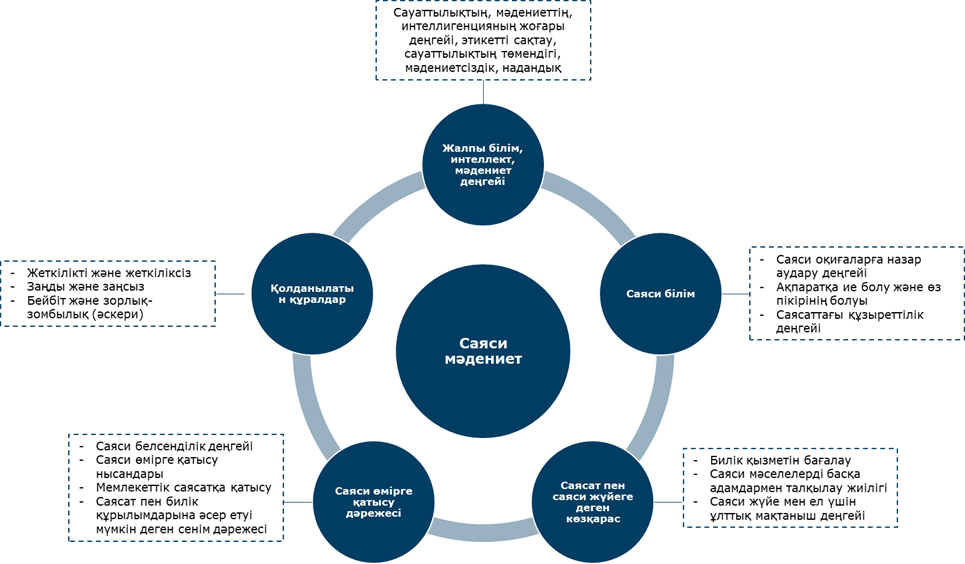 Сауаттылықтың, мәдениеттің,
интеллигенцияның жоғары
деңгейі, этикетті сақтау,
сауаттылықтың төмендігі,
мәдениетсіздік, надандық
Жалпы білім,
интеллект,
мәдениет
деңгейі
- Жеткілікті және жеткіліксіз
- Заңды және заңсыз
- Бейбіт және зорлық-
зомбылық (әскери)
Қолданылаты
н құралдар
Саяси білім
- Саяси оқиғаларға назар
аудару деңгейі
- Ақпаратқа ие болу және өз
пікірінің болуы
- Саясаттағы құзыреттілік
деңгейі
Саяси
мәдениет
- Саяси белсенділік деңгейі
- Саяси өмірге қатысу
нысандары
- Мемлекеттік саясатқа қатысу
- Саясат пен билік
құрылымдарына әсер етуі
мүмкін деген сенім дәрежесі
Саяси өмірге
қатысу
дәрежесі
Саясат пен
саяси жүйеге
деген
көзқарас
- Билік қызметін бағалау
- Саяси мәселелерді басқа
адамдармен талқылау жиілігі
- Саяси жүйе мен ел үшін
ұлттық мақтаныш деңгейі